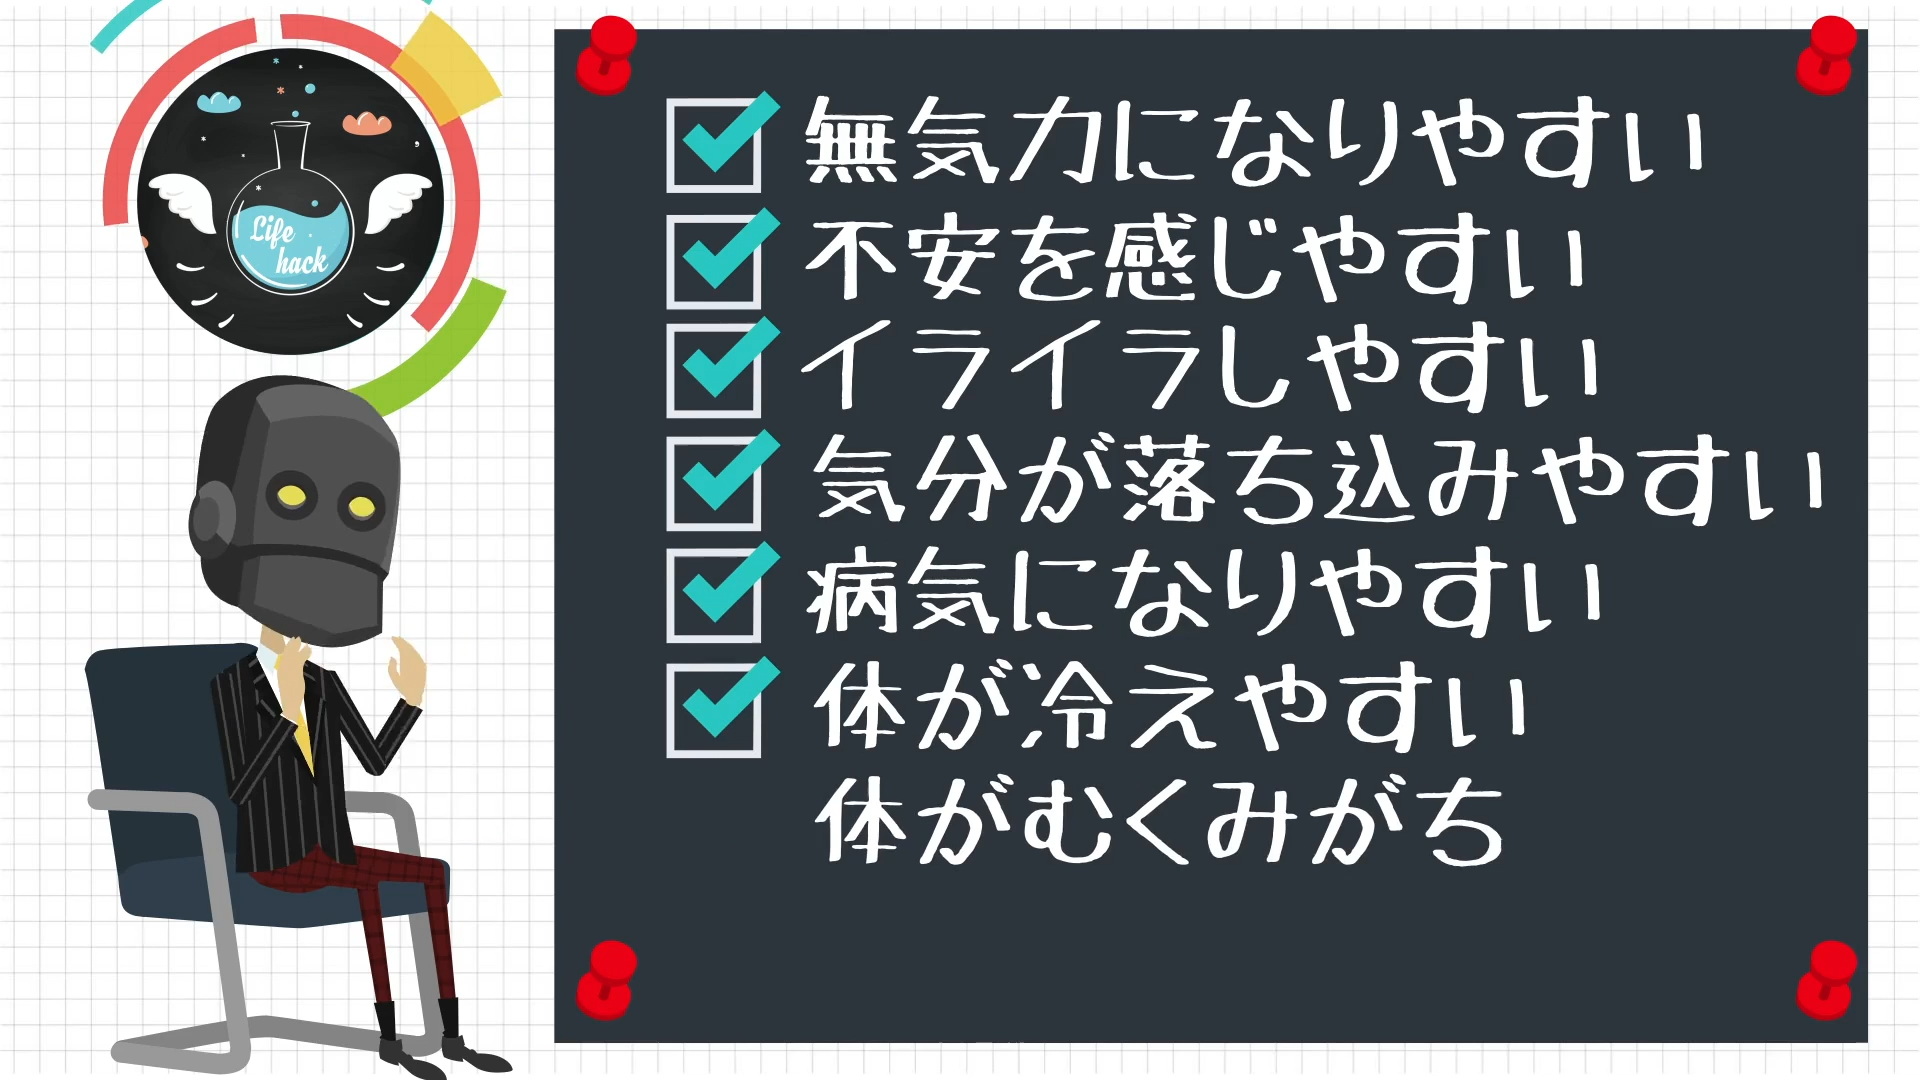 Life
hack
無気力になりやすい
不安を感じやすい
イライラしやすい
気分が落ち込みやすい
病気になりやすい
体が冷えやすい
体がむくみがち